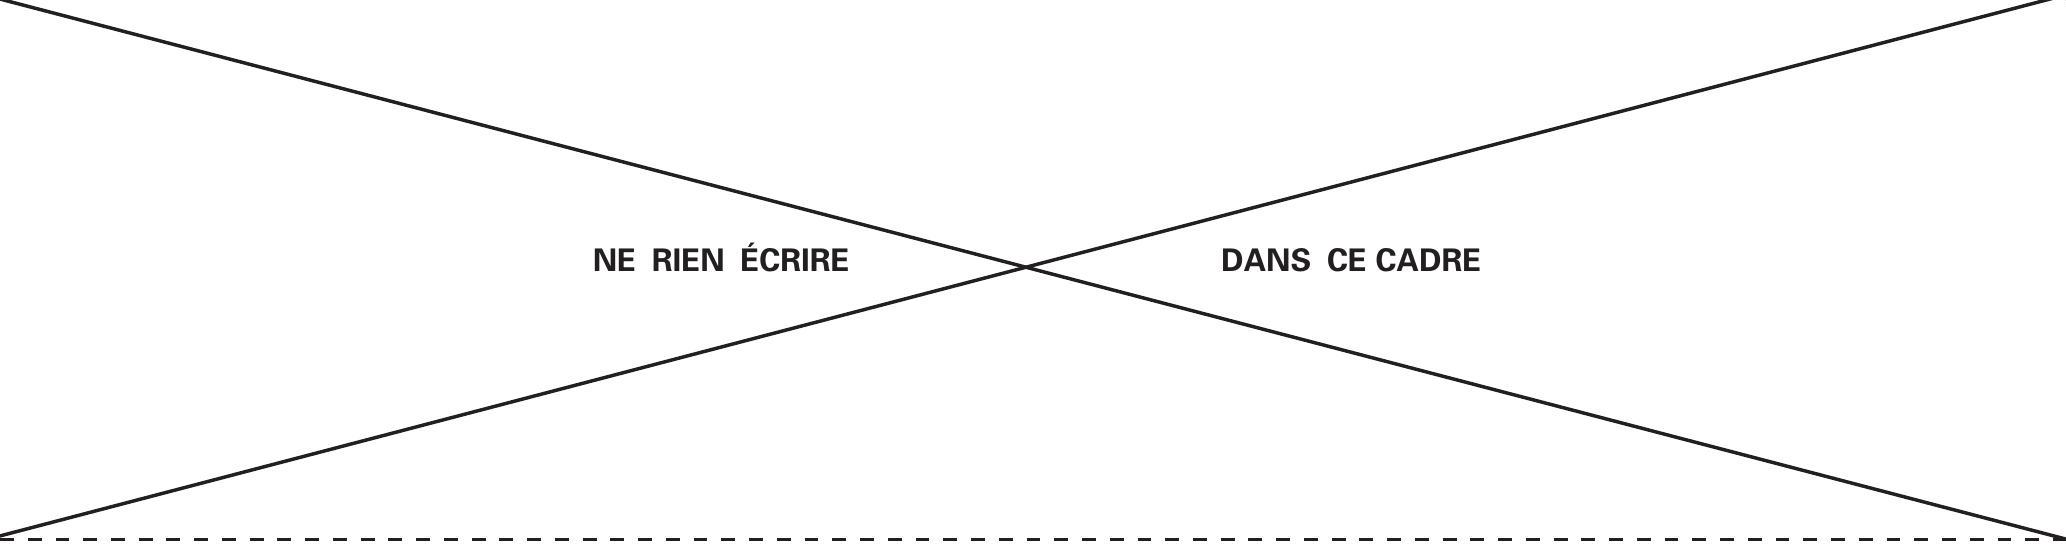 NE RIEN ÉCRIRE DANS CE CADRE